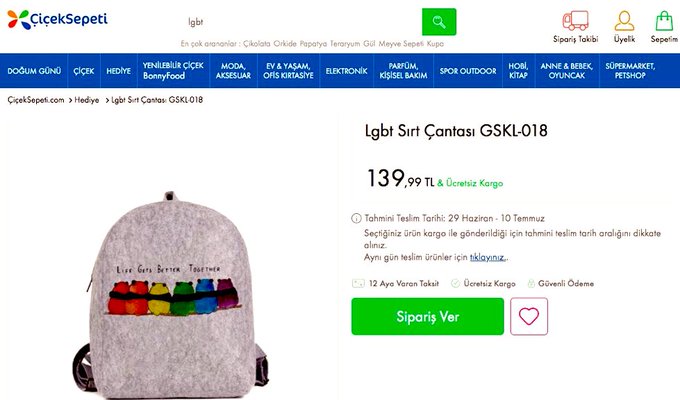 ÇiçekSepeti
lgbt
En çok arananlar : Çikolata Orkide Papatya Teraryum Gül Meyve Sepeti Kupa
Sipariş Takibi
Üyelik
Sepetim
DOĞUM GÜNÜ
ÇİÇEK
HEDİYE
YENİLEBİLİR ÇİÇEK
BonnyFood
MODA,
AKSESUAR
EV & YAŞAM,
OFİS KIRTASİYE
ELEKTRONİK
PARFÜM,
KİŞİSEL BAKIM
SPOR OUTDOOR
HOBİ,
KİTAP
ANNE & BEBEK,
OYUNCAK
SÜPERMARKET,
PETSHOP
ÇiçekSepeti.com > Hediye > Lgbt Sırt Çantası GSKL-018
Lgbt Sırt Çantası GSKL-018
139,99 TL & Ücretsiz Kargo
Tahmini Teslim Tarihi: 29 Haziran - 10 Temmuz
Seçtiğiniz ürün kargo ile gönderildiği için tahmini teslim tarih aralığını dikkate
alınız.
Aynı gün teslim ürünler için tıklayınız..
12 Aya Varan Taksit
Ücretsiz Kargo
Güvenli Ödeme
Sipariş Ver
LIFE GETS BETTER TOGETHER